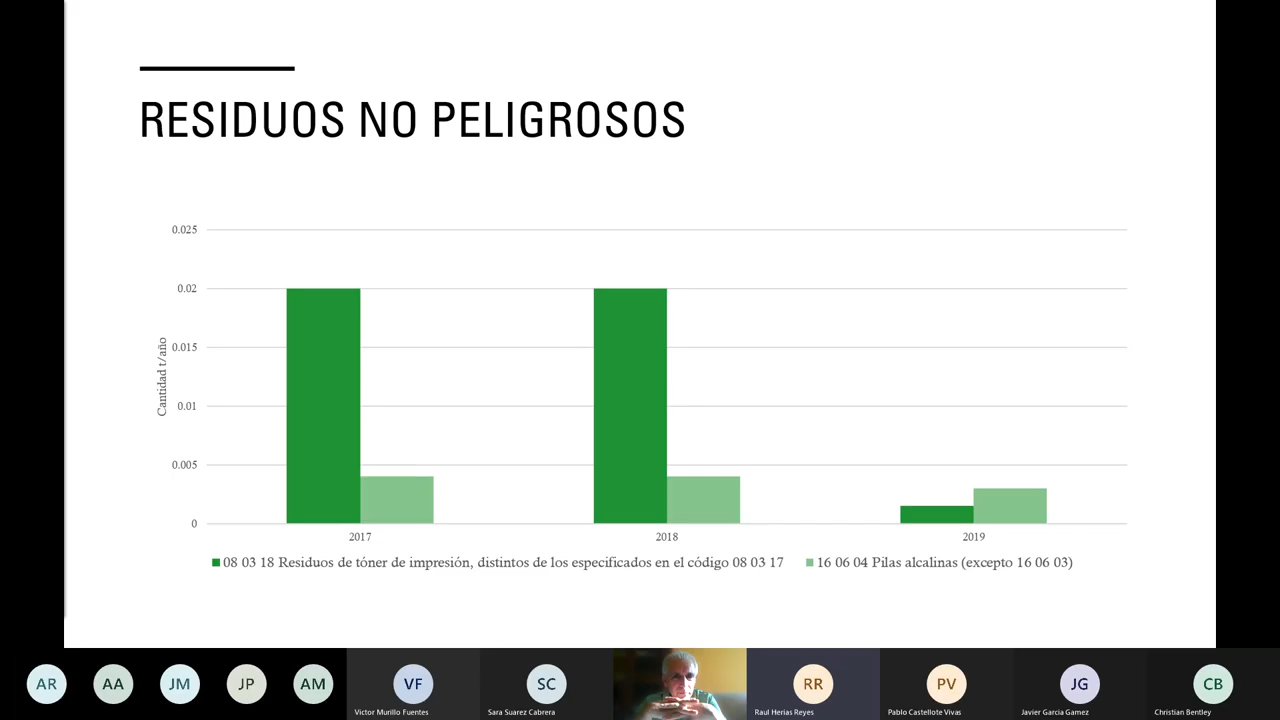 RESIDUOS NO PELIGROSOS
0.025
0.02
0.015
0.01
0.005
0
Cantidad t/año
2017 2018 2019
08 03 18 Residuos de tóner de impresión, distintos de los especificados en el código 08 03 17 16 06 04 Pilas alcalinas (excepto 16 06 03)
AR AA JM JP AM VF SC RR PV JG CB
Victor Murillo Fuentes Sara Suarez Cabrera Raul Herias Reyes Pablo Castellote Vivas Javier Garcia Gamez Christian Bentley